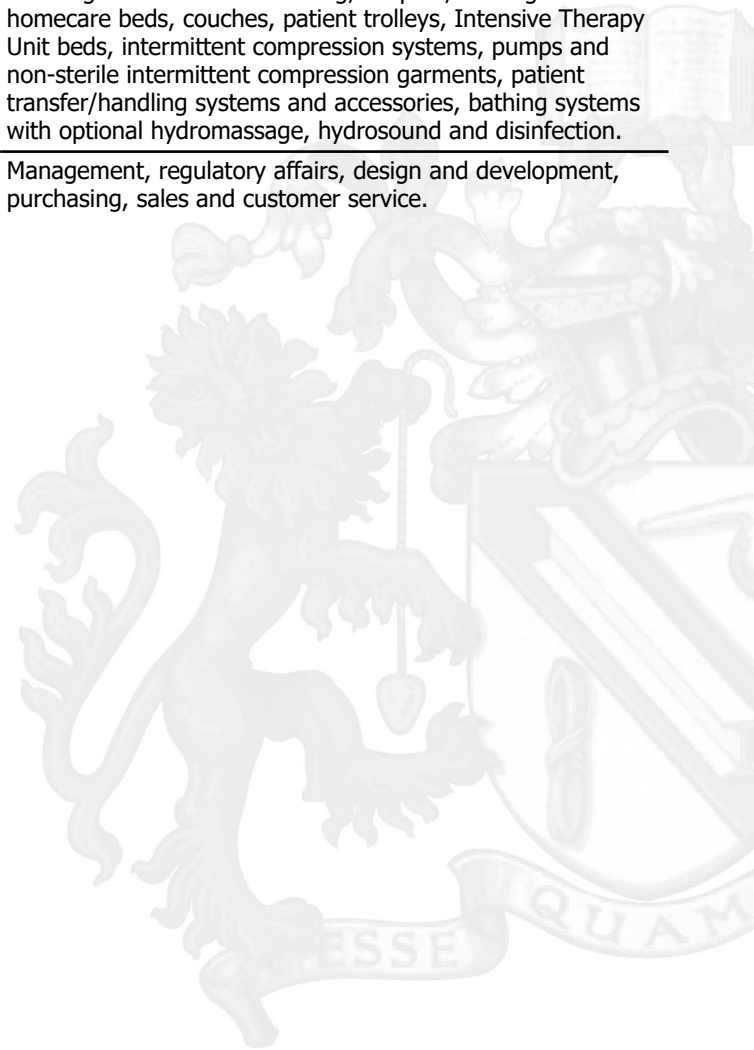 homecare beds, couches, patient trolleys, Intensive Therapy
Unit beds, intermittent compression systems, pumps and
non-sterile intermittent compression garments, patient
transfer/handling systems and accessories, bathing systems
with optional hydromassage, hydrosound and disinfection.
Management, regulatory affairs, design and development,
purchasing, sales and customer service.
ESSE QUAM